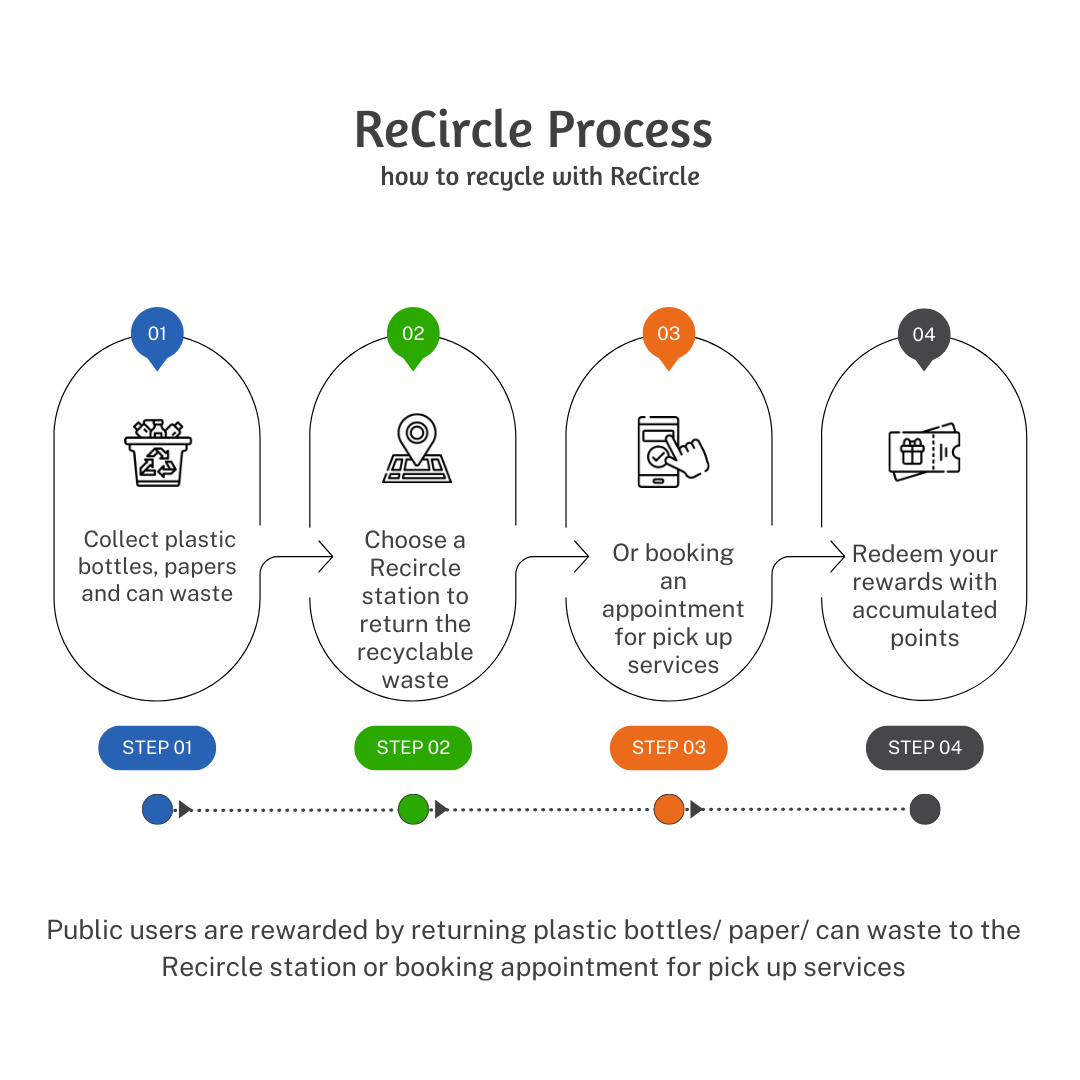 ReCircle Process
how to recycle with ReCircle
01
Collect plastic
bottles, papers
and can waste
STEP 01
02
Choose a
Recircle
station to
return the
recyclable
waste
STEP 02
03
Or booking
an
appointment
for pick up
services
STEP 03
04
Redeem your
rewards with
accumulated
points
STEP 04
Public users are rewarded by returning plastic bottles/ paper/ can waste to the
Recircle station or booking appointment for pick up services